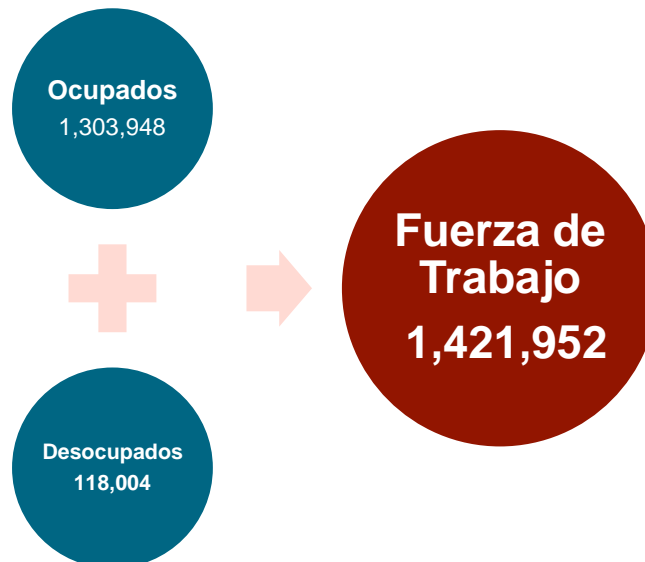 Ocupados
1,303,948
Desocupados
118,004
Fuerza de
Trabajo
1,421,952